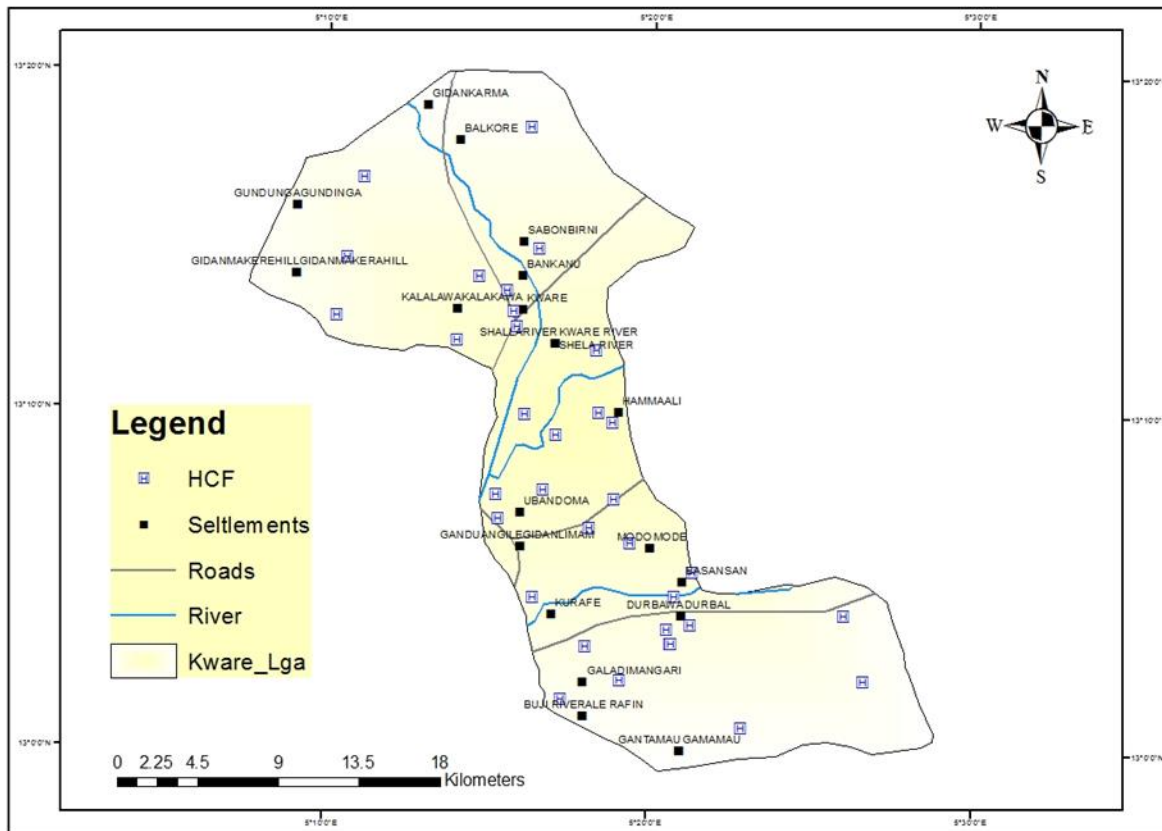 5°10'0"E
5°20'0"E
5°30'0"E
13°20'0"N
13°20'0"N
N
W
E
S
GIDANKARMA
BALKORE
GUNDUNGAGUNDINGA
SABONBIRNI
GIDANMAKEREHILLGIDANMAKERAHILL
BANKANU
KALALAWAKALAKAWA
KWARE
SHALLARIVER KWARE RIVER
SHELA RIVER
13°10'0"N
13°10'0"N
HAMMAALI
Legend
HCF
Seltlements
Roads
River
Kware_Lga
UBANDOMA
GANDUANGILEGIDANLIMAM
MODOMODE
BASANSAN
KURAFE
DURBAWADURBAL
GALADIMANGARI
BUJI RIVERALE RAFIN
GANTAMAU GAMAMAU
13°0'0"N
13°0'0"N
0 2.25 4.5 9 13.5 18
Kilometers
5°10'0"E
5°20'0"E
5°30'0"E